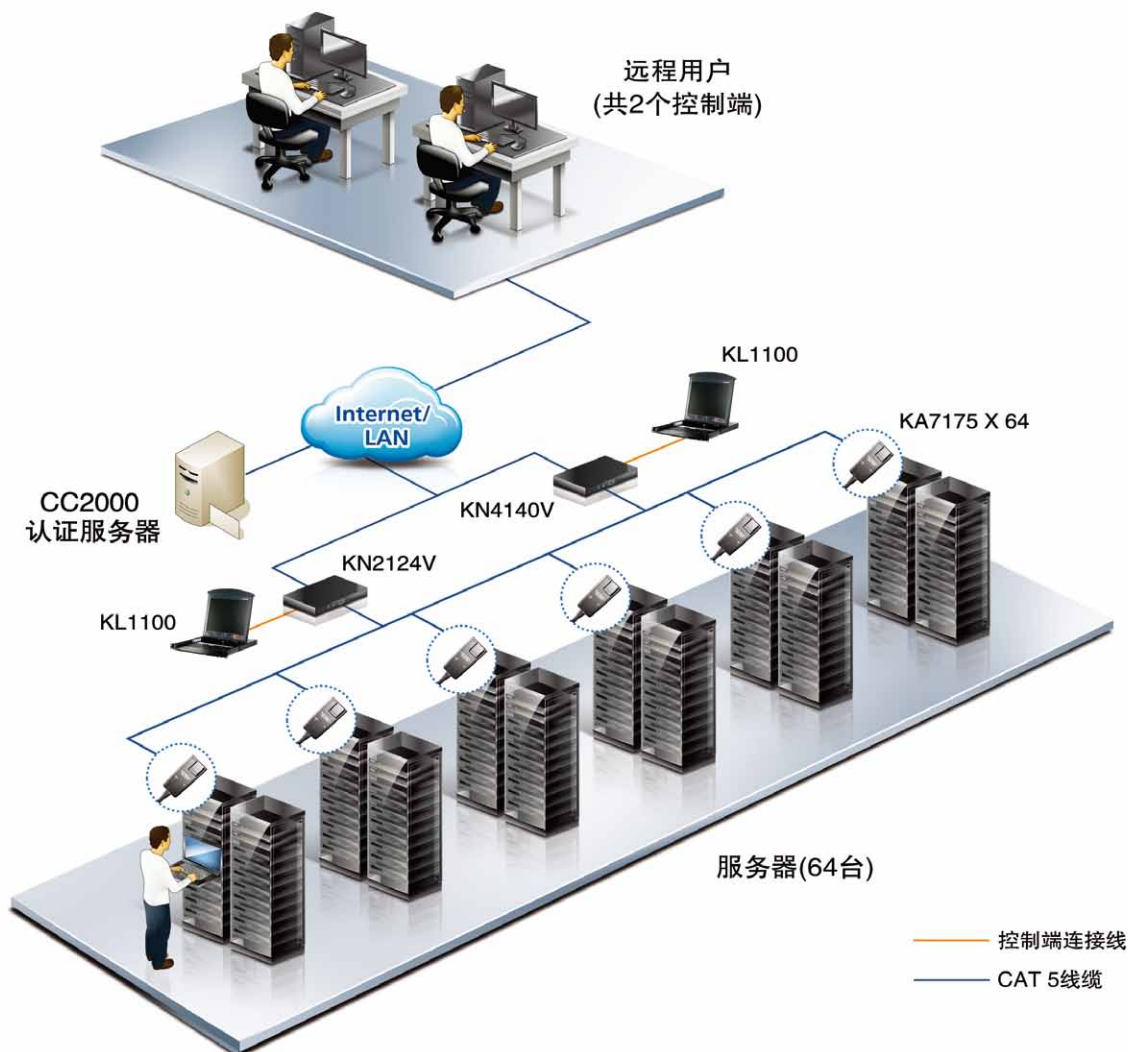 远程用户
(共2个控制端)
KL1100
Internet/
LAN
KA7175 X 64
CC2000
认证服务器
KN4140V
KN2124V
KL1100
服务器(64台)
控制端连接线
CAT 5线缆